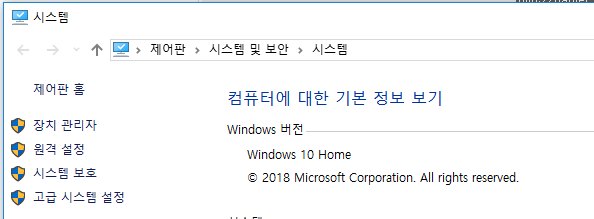 시스템
제어판 > 시스템 및 보안 > 시스템
제어판 홈
장치 관리자
원격 설정
시스템 보호
고급 시스템 설정
컴퓨터에 대한 기본 정보 보기
Windows 버전
Windows 10 Home
© 2018 Microsoft Corporation. All rights reserved.